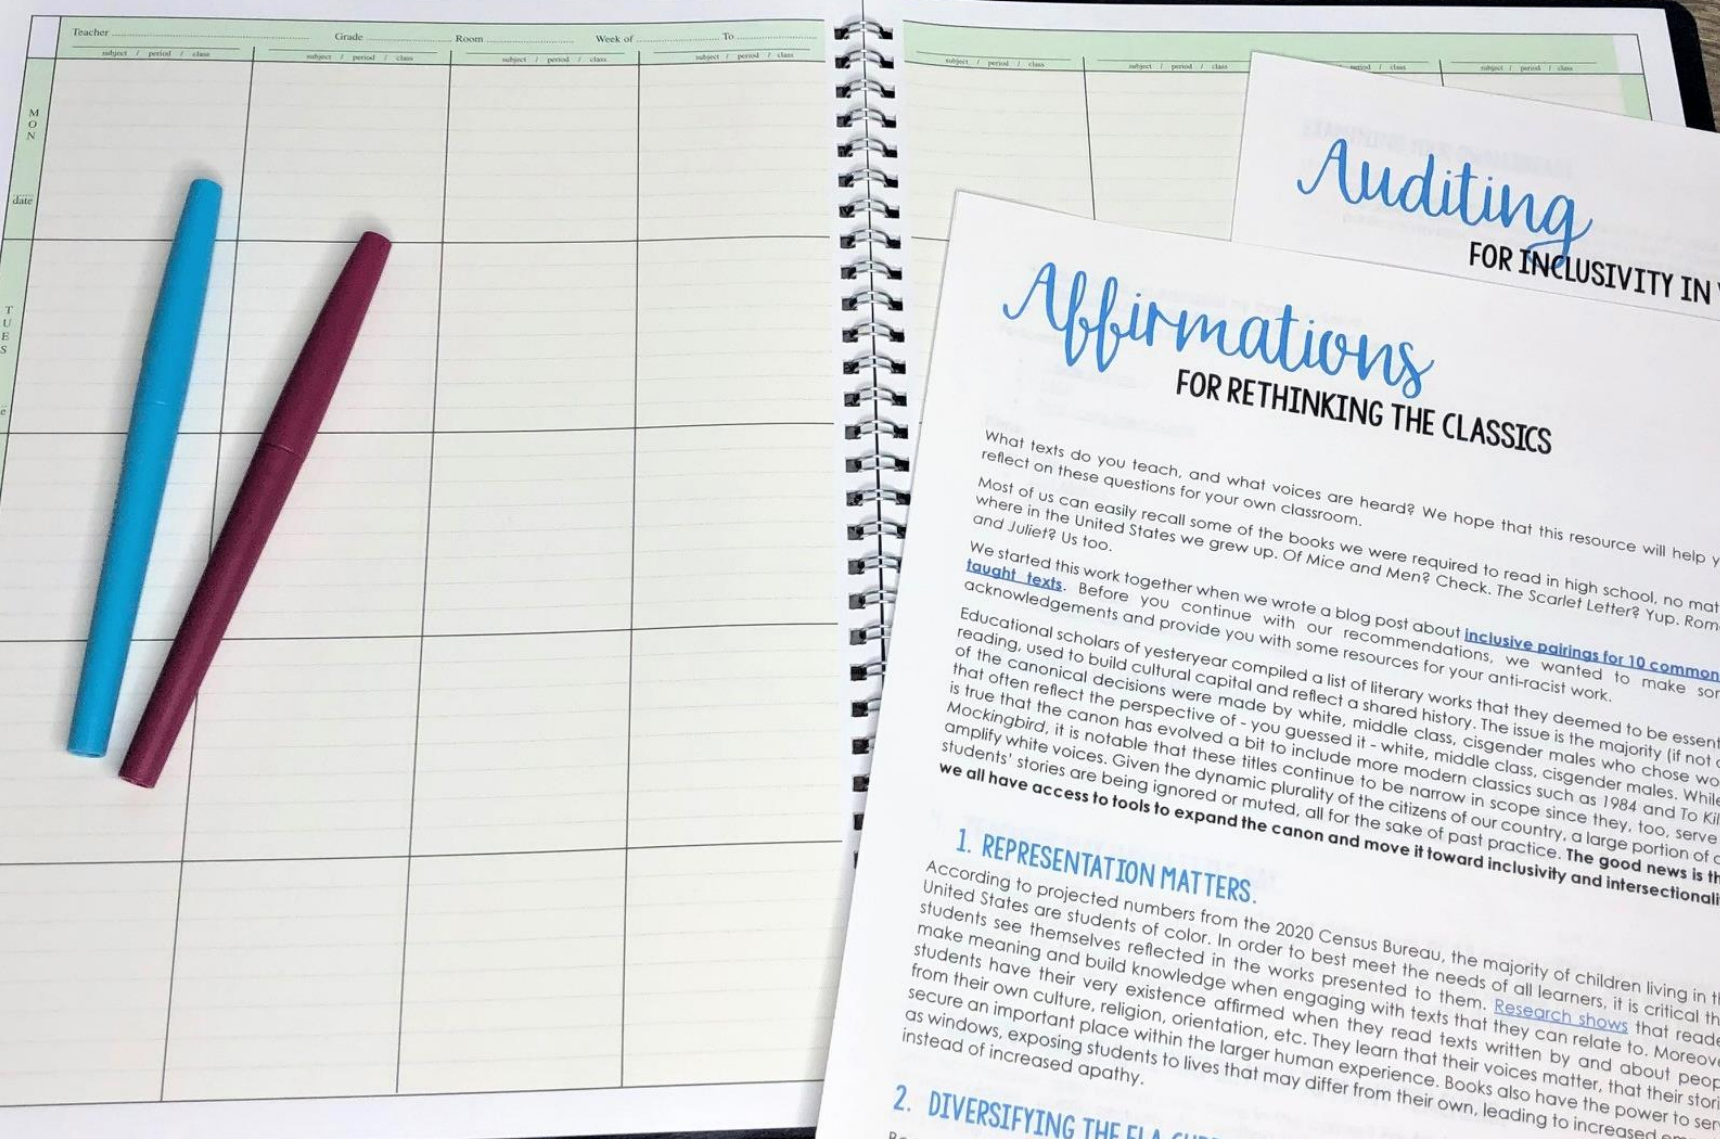 Teacher Grade Room Week of To
subject / period / class subject / period / class subject / period / class subject / period / class
subject / period / class subject / period / class period / class subject / period / class
MON
date
TUES
Auditing
FOR INCLUSIVITY IN
Affirmations
FOR RETHINKING THE CLASSICS
What texts do you teach, and what voices are heard? We hope that this resource will help
reflect on these questions for your own classroom.
Most of us can easily recall some of the books we were required to read in high school, no
where in the United States we grew up. Of Mice and Men? Check. The Scarlet Letter? Yup.
and Juliet? Us too.
We started this work together when we wrote a blog post about inclusive pairings for 10
taught texts. Before you continue with our recommendations, we wanted to make
acknowledgements and provide you with some resources for your anti-racist work.
Educational scholars of yesteryear compiled a list of literary works that they deemed to be
reading, used to build cultural capital and reflect a shared history. The issue is the majority (if not
of the canonical decisions were made by white, middle class, cisgender males who chose
that often reflect the perspective of - you guessed it - white, middle class, cisgender males.
is true that the canon has evolved a bit to include more modern classics such as 1984 and To
Mockingbird, it is notable that these titles continue to be narrow in scope since they, too, serve
amplify white voices. Given the dynamic plurality of the citizens of our country, a large portion of
students' stories are being ignored or muted, all for the sake of past practice. The good news is
we all have access to tools to expand the canon and move it toward inclusivity and
1. REPRESENTATION MATTERS.
According to projected numbers from the 2020 Census Bureau, the majority of children living in
United States are students of color. In order to best meet the needs of all learners, it is critical
students see themselves reflected in the works presented to them. Research shows that
make meaning and build knowledge when engaging with texts that they can relate to.
students have their very existence affirmed when they read texts written by and about
from their own culture, religion, orientation, etc. They learn that their voices matter, that their
secure an important place within the larger human experience. Books also have the power to
as windows, exposing students to lives that may differ from their own, leading to increased
instead of increased apathy.
2. DIVERSIFYING THE ELA